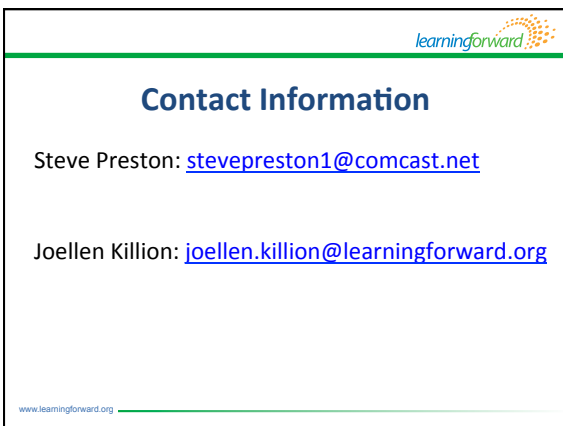 learningforward
Contact Information
Steve Preston: stevepreston1@comcast.net
Joellen Killion: joellen.killion@learningforward.org
www.learningforward.org